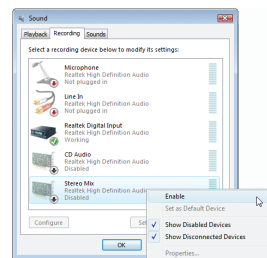 Sound
Playback Recording Sounds
Select a recording device below to modify its settings:
Microphone
Realtek High Definition Audio
Not plugged in
Line In
Realtek High Definition Audio
Not plugged in
Realtek Digital Input
Realtek High Definition Audio
Working
CD Audio
Realtek High Definition Audio
Disabled
Stereo Mix
Realtek High Definition Audio
Disabled
Enable
Set as Default Device
Show Disabled Devices
Show Disconnected Devices
Properties...
Configure
OK